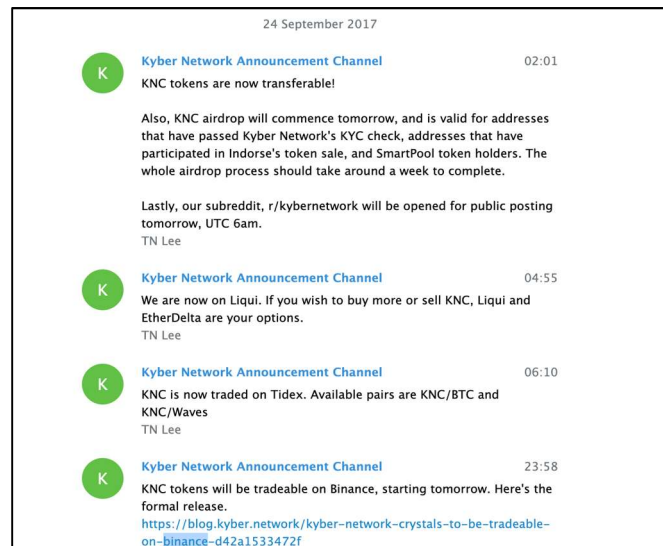 24 September 2017
K
Kyber Network Announcement Channel 02:01
KNC tokens are now transferable!
Also, KNC airdrop will commence tomorrow, and is valid for addresses
that have passed Kyber Network's KYC check, addresses that have
participated in Indorse's token sale, and SmartPool token holders. The
whole airdrop process should take around a week to complete.
Lastly, our subreddit, r/kybernetwork will be opened for public posting
tomorrow, UTC 6am.
TN Lee
K
Kyber Network Announcement Channel 04:55
We are now on Liqui. If you wish to buy more or sell KNC, Liqui and
EtherDelta are your options.
TN Lee
K
Kyber Network Announcement Channel 06:10
KNC is now traded on Tidex. Available pairs are KNC/BTC and
KNC/Waves
TN Lee
K
Kyber Network Announcement Channel 23:58
KNC tokens will be tradeable on Binance, starting tomorrow. Here's the
formal release.
https://blog.kyber.network/kyber-network-crystals-to-be-tradeable-
on-binance-d42a1533472f